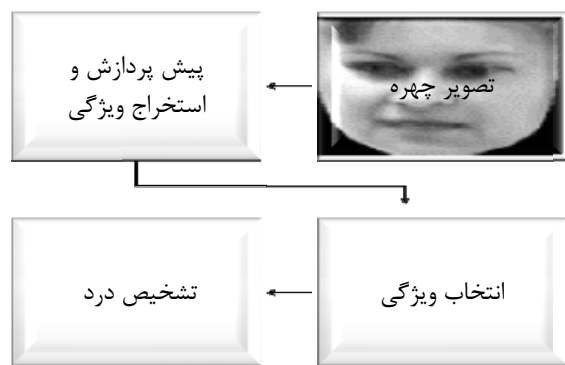 تصویر چهره
پیش پردازش و
استخراج ویژگی
انتخاب ویژگی
تشخیص درد